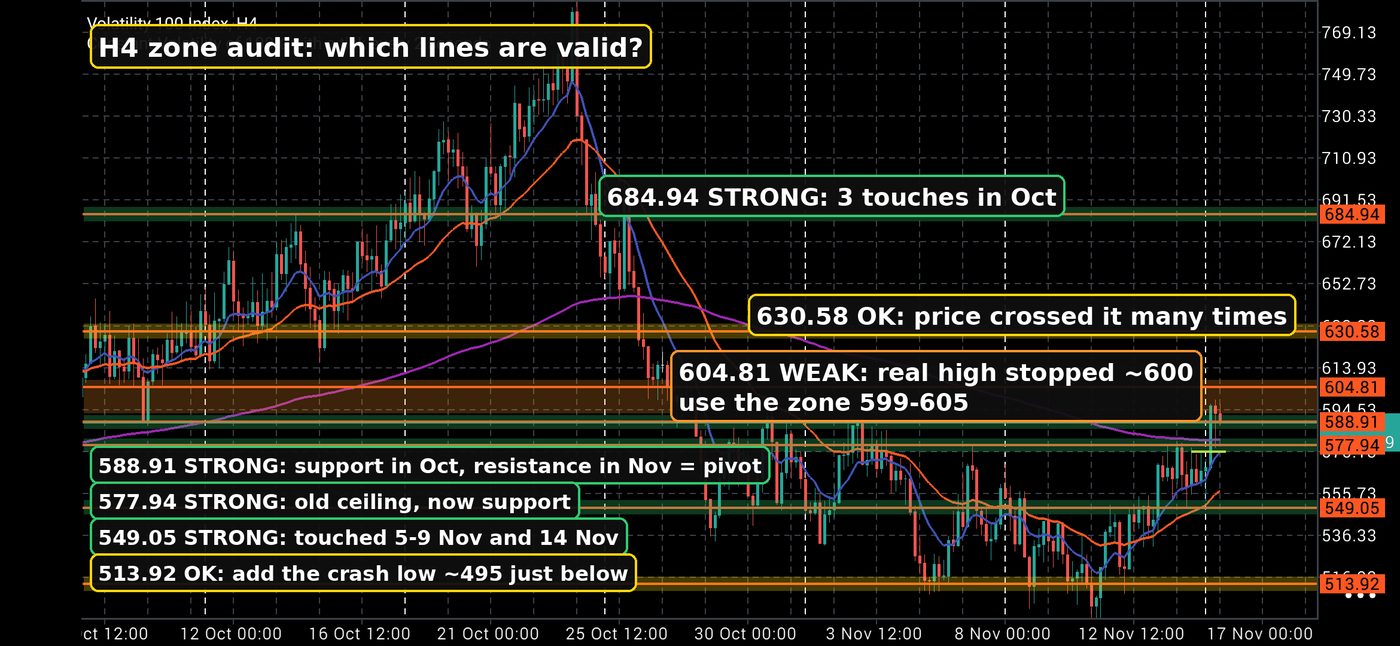 Volatility 100 Index, H4
H4 zone audit: which lines are valid?
684.94 STRONG: 3 touches in Oct
630.58 OK: price crossed it many times
604.81 WEAK: real high stopped ~600
use the zone 599-605
588.91 STRONG: support in Oct, resistance in Nov = pivot
577.94 STRONG: old ceiling, now support
549.05 STRONG: touched 5-9 Nov and 14 Nov
513.92 OK: add the crash low ~495 just below
769.13
749.73
730.33
710.93
691.53
684.94
672.13
652.73
630.58
613.93
604.81
594.53
588.91
577.94
9
555.73
549.05
536.33
513.92
ct 12:00
12 Oct 00:00
16 Oct 12:00
21 Oct 00:00
25 Oct 12:00
30 Oct 00:00
3 Nov 12:00
8 Nov 00:00
12 Nov 12:00
17 Nov 00:00